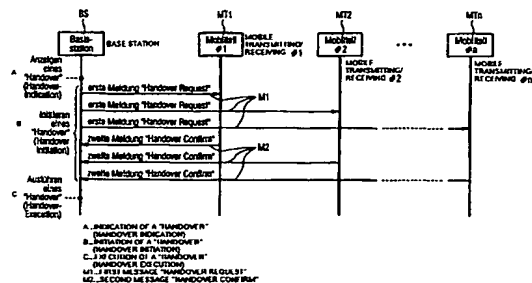 BS
MT1
MT2
MTn
Basis-
station
BASE STATION
Mobilteil
#1
MOBILE
TRANSMITTING/
RECEIVING #1
Mobilteil
#2
MOBILE
TRANSMITTING/
RECEIVING #2
Mobilteil
#n
MOBILE
TRANSMITTING/
RECEIVING #n
Anzeigen
eines
"Handover"
(Handover-
Indication)
A
erste Meldung "Handover Request"
erste Meldung "Handover Request"
erste Meldung "Handover Request"
M1
Initiieren
eines
"Handover"
(Handover
Initiation)
B
zweite Meldung "Handover Confirm"
zweite Meldung "Handover Confirm"
zweite Meldung "Handover Confirm"
M2
Ausführen
eines
"Handover"
(Handover-
Execution)
C
A...INDICATION OF A "HANDOVER"
(HANDOVER INDICATION)
B...INITIATION OF A "HANDOVER"
(HANDOVER INITIATION)
C...EXECUTION OF A "HANDOVER"
(HANDOVER EXECUTION)
M1...FIRST MESSAGE "HANDOVER REQUEST"
M2...SECOND MESSAGE "HANDOVER CONFIRM"